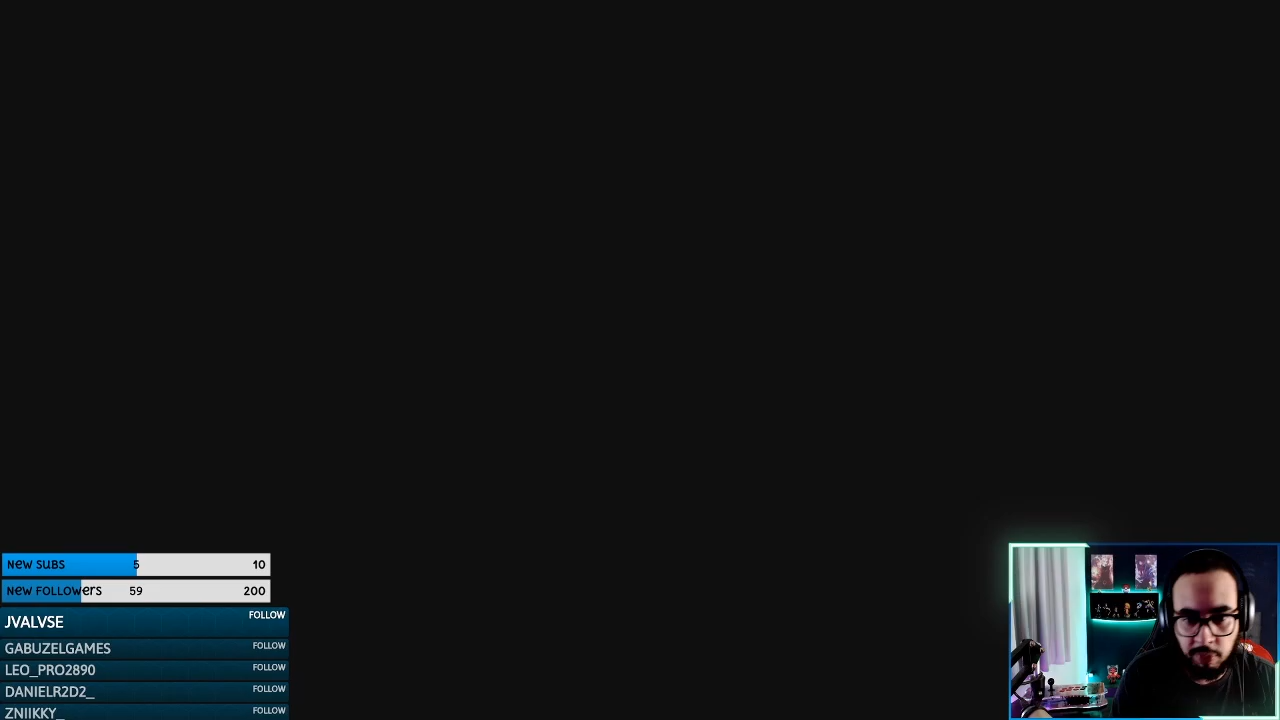 New SUBS 5 10
New FOLLOWers 59 200
JVALVSE FOLLOW
GABUZELGAMES FOLLOW
LEO_PRO2890 FOLLOW
DANIELR2D2_ FOLLOW
ZNIIKKY_ FOLLOW